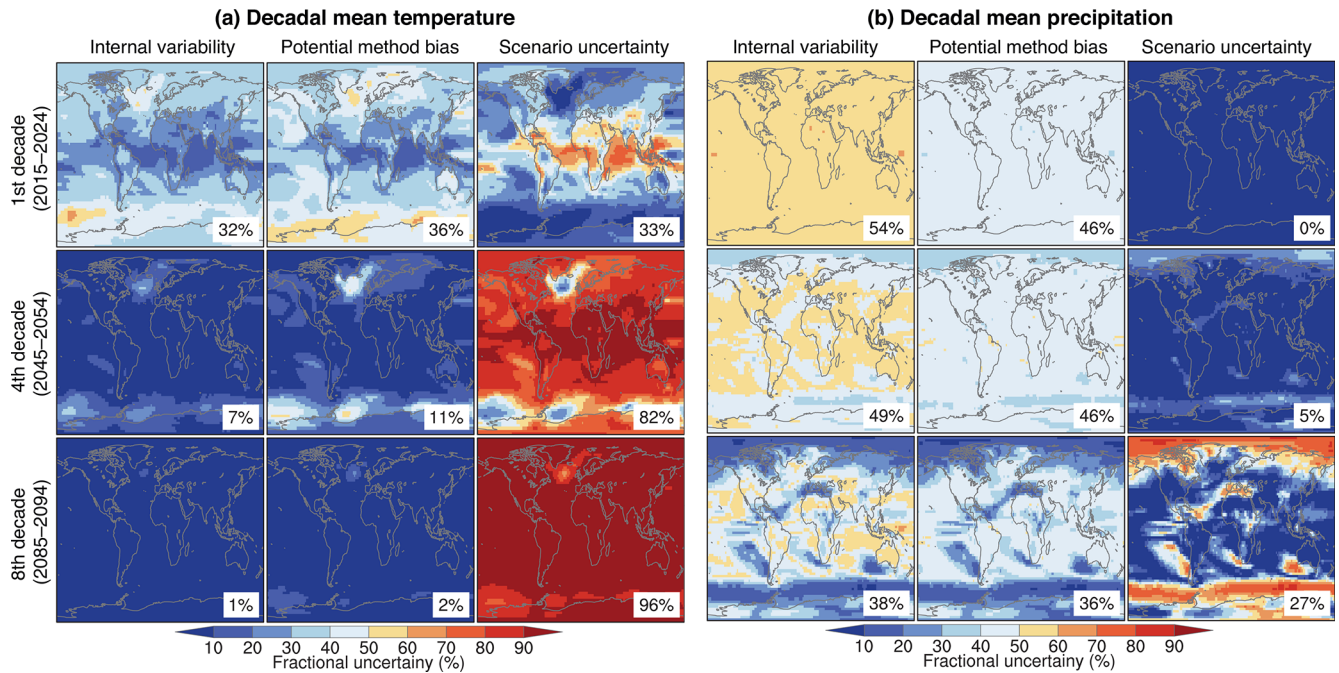 (a) Decadal mean temperature
Internal variability Potential method bias Scenario uncertainty
1st decade
(2015–2024)
32% 36% 33%
4th decade
(2045–2054)
7% 11% 82%
8th decade
(2085–2094)
1% 2% 96%
10 20 30 40 50 60 70 80 90
Fractional uncertainy (%)
(b) Decadal mean precipitation
Internal variability Potential method bias Scenario uncertainty
54% 46% 0%
49% 46% 5%
38% 36% 27%
10 20 30 40 50 60 70 80 90
Fractional uncertainy (%)